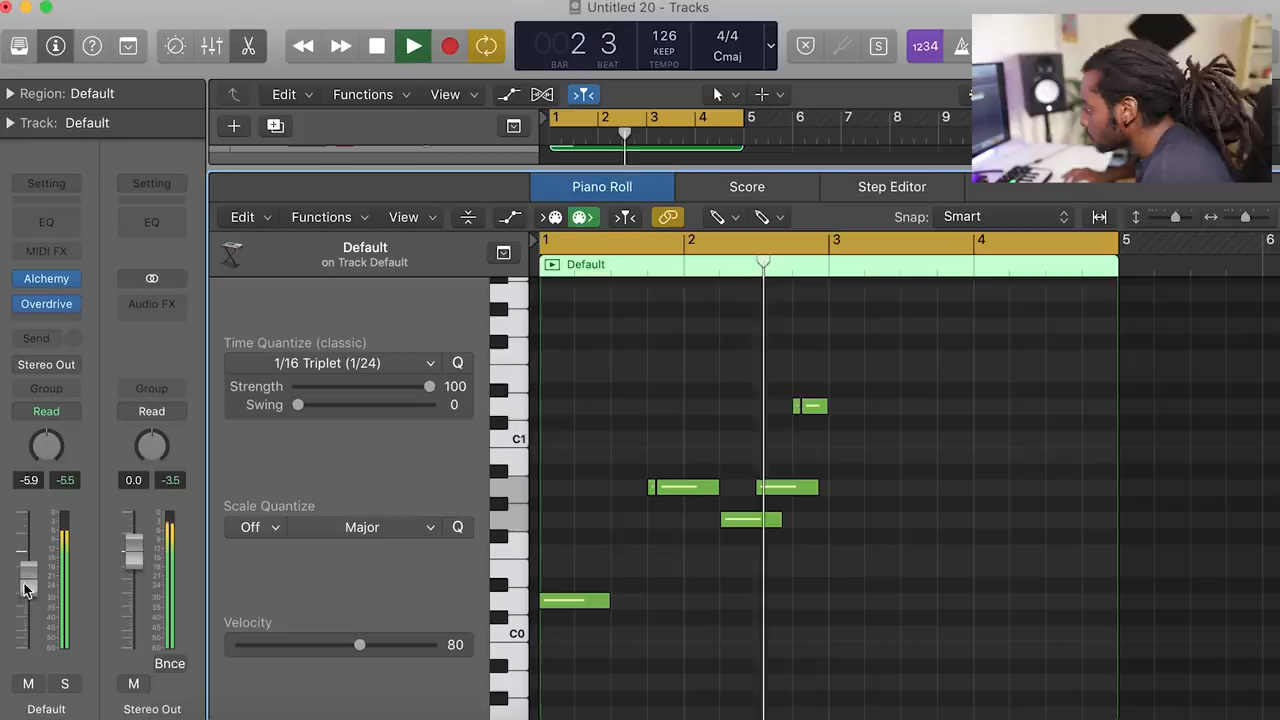 Untitled 20 - Tracks
002 3
BAR BEAT
126
KEEP
TEMPO
4/4
Cmaj
S
1234
Region: Default
Track: Default
Edit Functions View
1 2 3 4 5 6 7 8 9
Piano Roll Score Step Editor
Edit Functions View
Snap: Smart
Setting Setting
EQ EQ
MIDI FX
Alchemy
Overdrive Audio FX
Send
Stereo Out
Group Group
Read Read
-5.9 -5.5 0.0 -3.5
Bnce
M S M
Default Stereo Out
Default
on Track Default
Time Quantize (classic)
1/16 Triplet (1/24) Q
Strength 100
Swing 0
Scale Quantize
Off Major Q
Velocity
80
1 2 3 4 5 6
Default
C1
C0